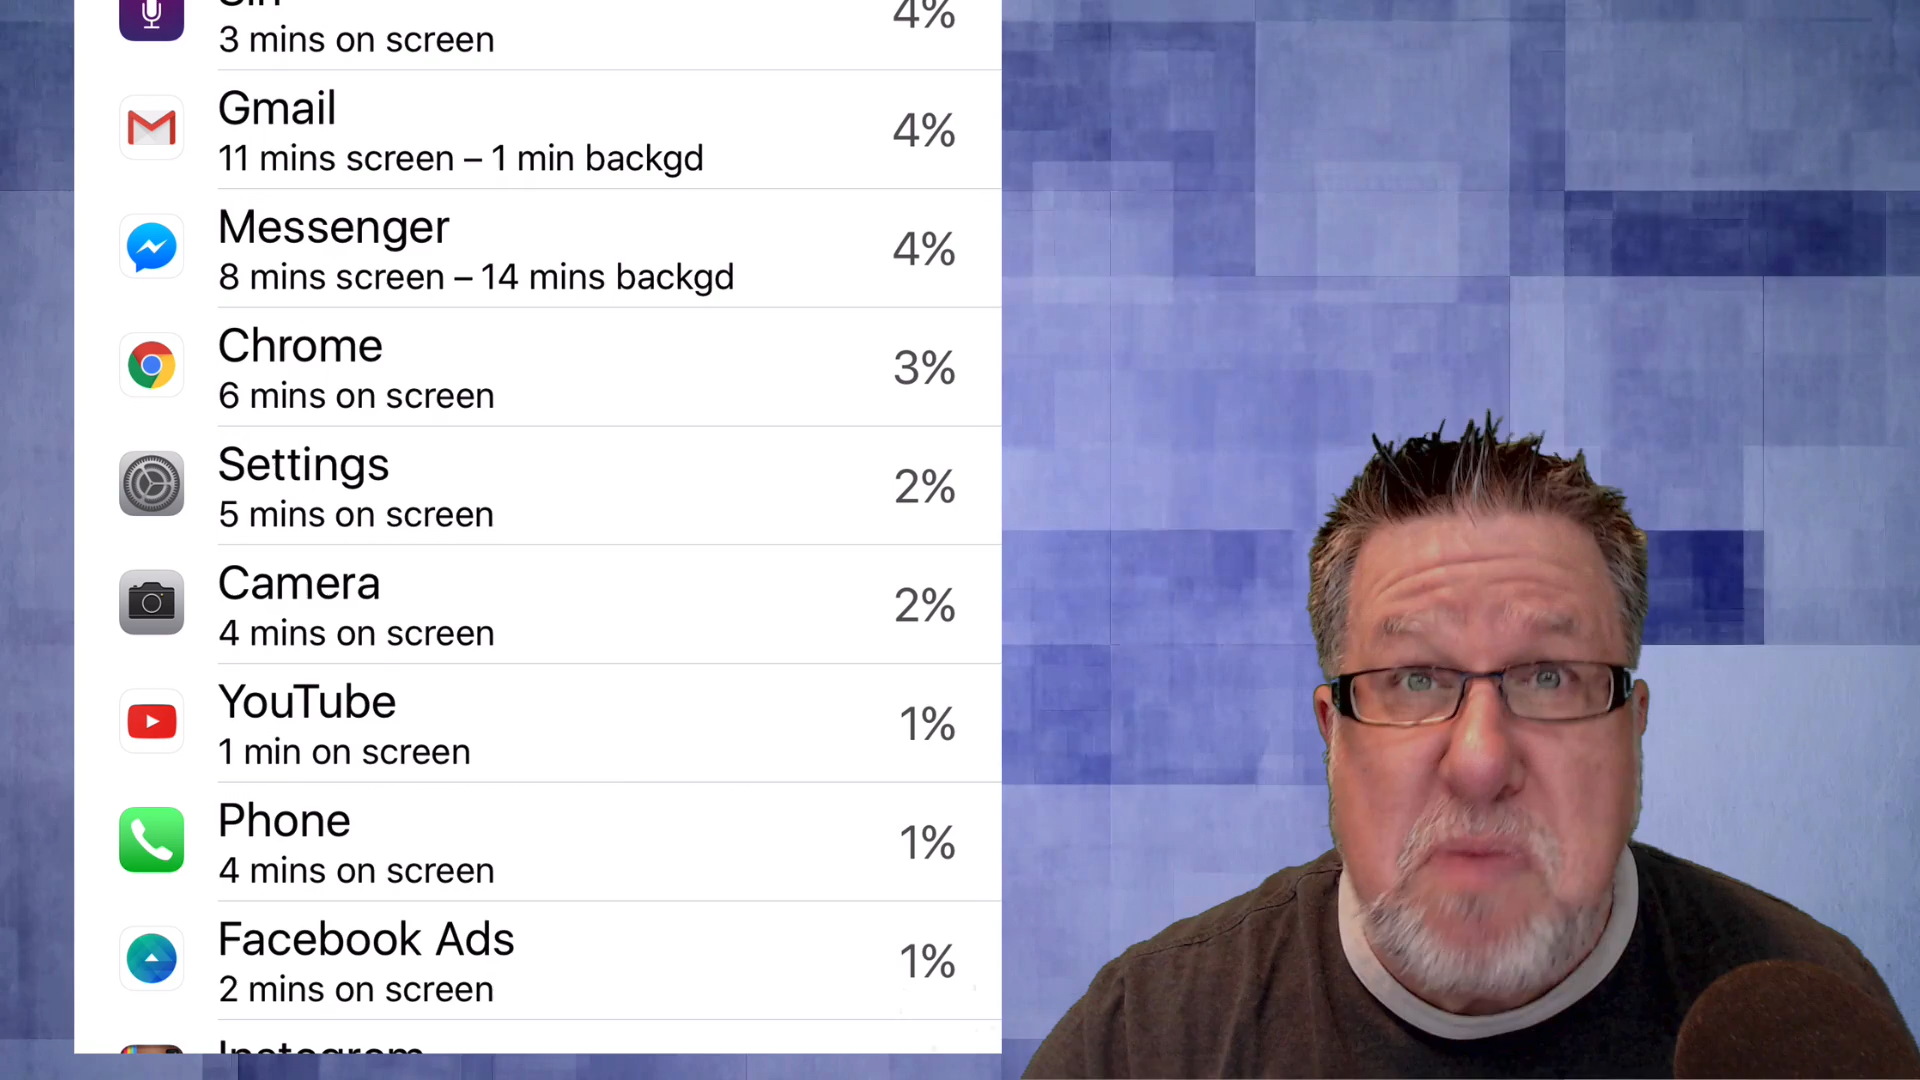 Siri
4%
3 mins on screen
Gmail
4%
11 mins screen – 1 min backgd
Messenger
4%
8 mins screen – 14 mins backgd
Chrome
3%
6 mins on screen
Settings
2%
5 mins on screen
Camera
2%
4 mins on screen
YouTube
1%
1 min on screen
Phone
1%
4 mins on screen
Facebook Ads
1%
2 mins on screen
Instagram